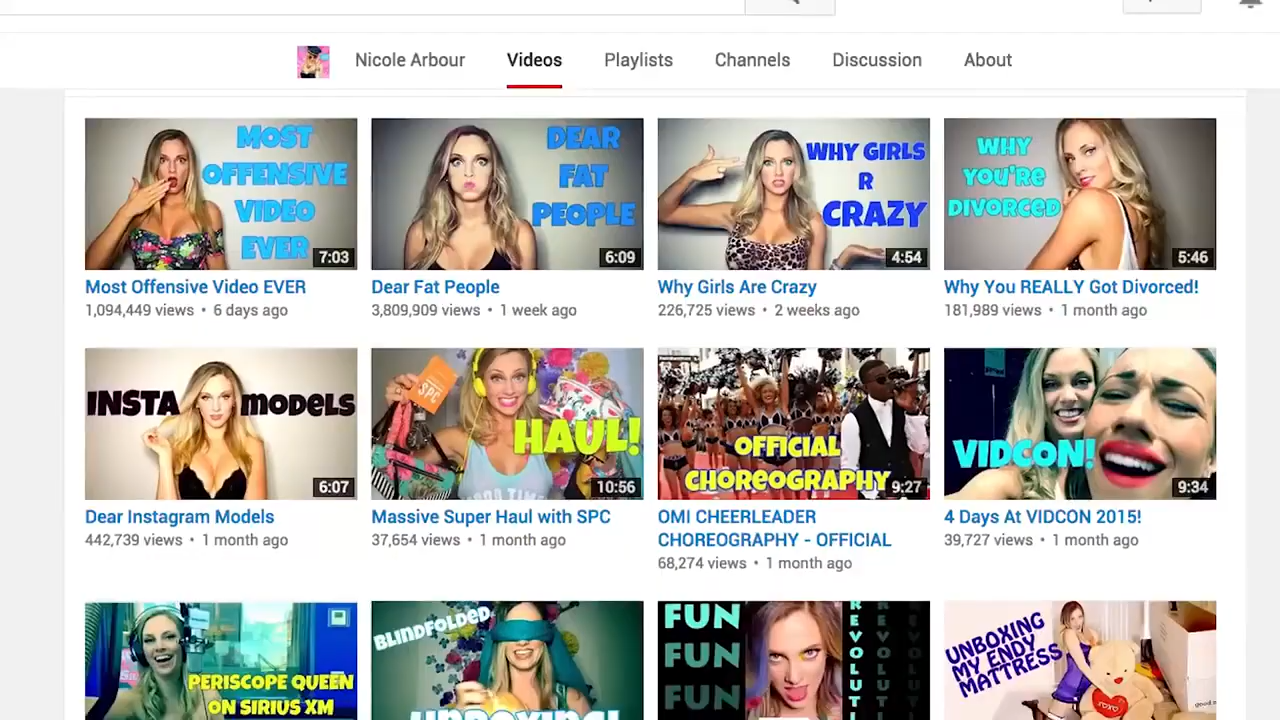 Nicole Arbour Videos Playlists Channels Discussion About
MOST
OFFENSIVE
VIDEO
EVER
7:03
DEAR
FAT
PEOPLE
6:09
WHY GIRLS
R
CRAZY
4:54
WHY
YOU'RE
DIVORCED
5:46
Most Offensive Video EVER
1,094,449 views • 6 days ago
Dear Fat People
3,809,909 views • 1 week ago
Why Girls Are Crazy
226,725 views • 2 weeks ago
Why You REALLY Got Divorced!
181,989 views • 1 month ago
INSTA MODELS
6:07
SPC
HAUL!
GOOD TIME
10:56
OFFICIAL
CHOREOGRAPHY
9:27
VIDCON!
9:34
Dear Instagram Models
442,739 views • 1 month ago
Massive Super Haul with SPC
37,654 views • 1 month ago
OMI CHEERLEADER
CHOREOGRAPHY - OFFICIAL
68,274 views • 1 month ago
4 Days At VIDCON 2015!
39,727 views • 1 month ago
PERISCOPE QUEEN
ON SIRIUS XM
BLINDFOLDED
UNBOXING!
FUN
FUN
FUN
REVOLUTI
UNBOXING
MY ENDY
MATTRESS
XOXO